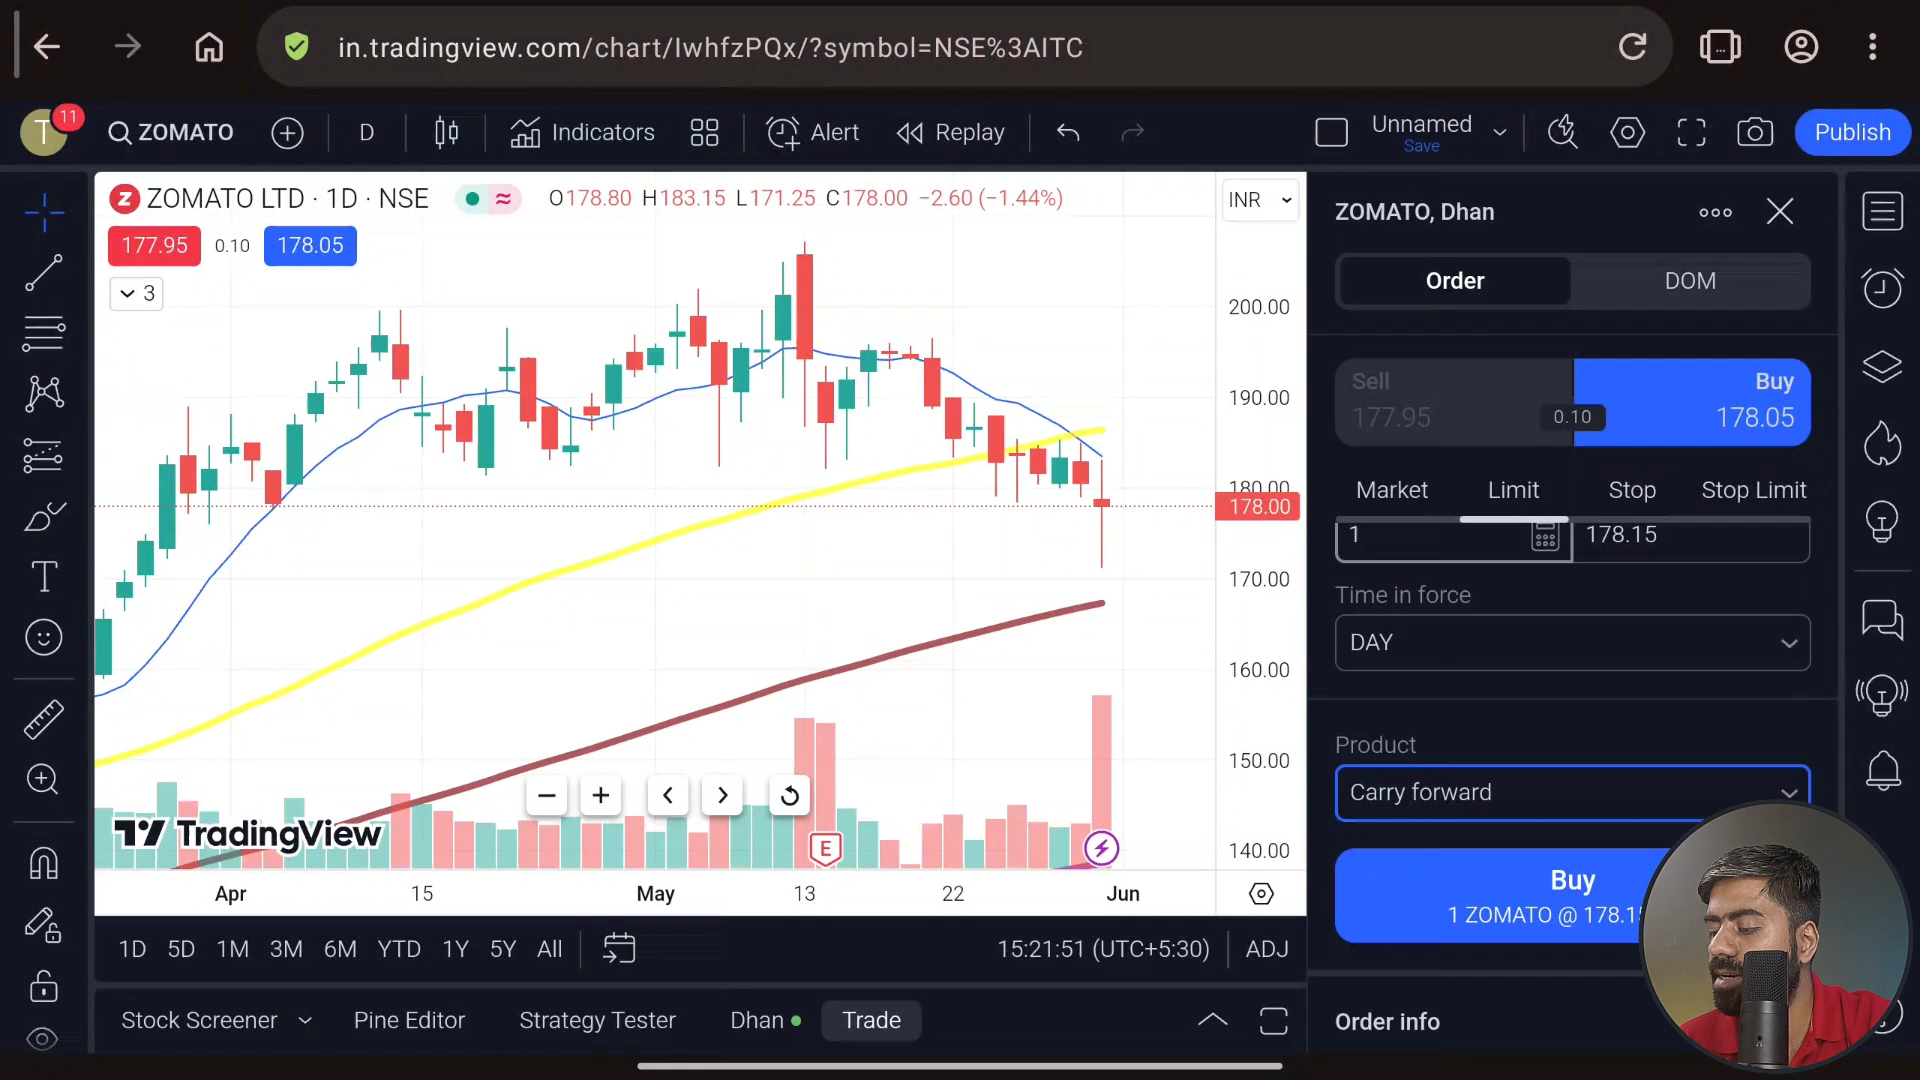 in.tradingview.com/chart/IwhfzPQx/?symbol=NSE%3AITC
T
11
ZOMATO
D
Indicators
Alert
Replay
Unnamed
Save
Publish
ZOMATO LTD · 1D · NSE
O178.80 H183.15 L171.25 C178.00 −2.60 (−1.44%)
INR
177.95
0.10
178.05
3
200.00
190.00
180.00
178.00
170.00
160.00
150.00
140.00
TradingView
E
Apr
15
May
13
22
Jun
1D
5D
1M
3M
6M
YTD
1Y
5Y
All
15:21:51 (UTC+5:30)
ADJ
Stock Screener
Pine Editor
Strategy Tester
Dhan
Trade
ZOMATO, Dhan
Order
DOM
Sell
177.95
0.10
Buy
178.05
Market
Limit
Stop
Stop Limit
1
178.15
Time in force
DAY
Product
Carry forward
Buy
1 ZOMATO @ 178.1
Order info